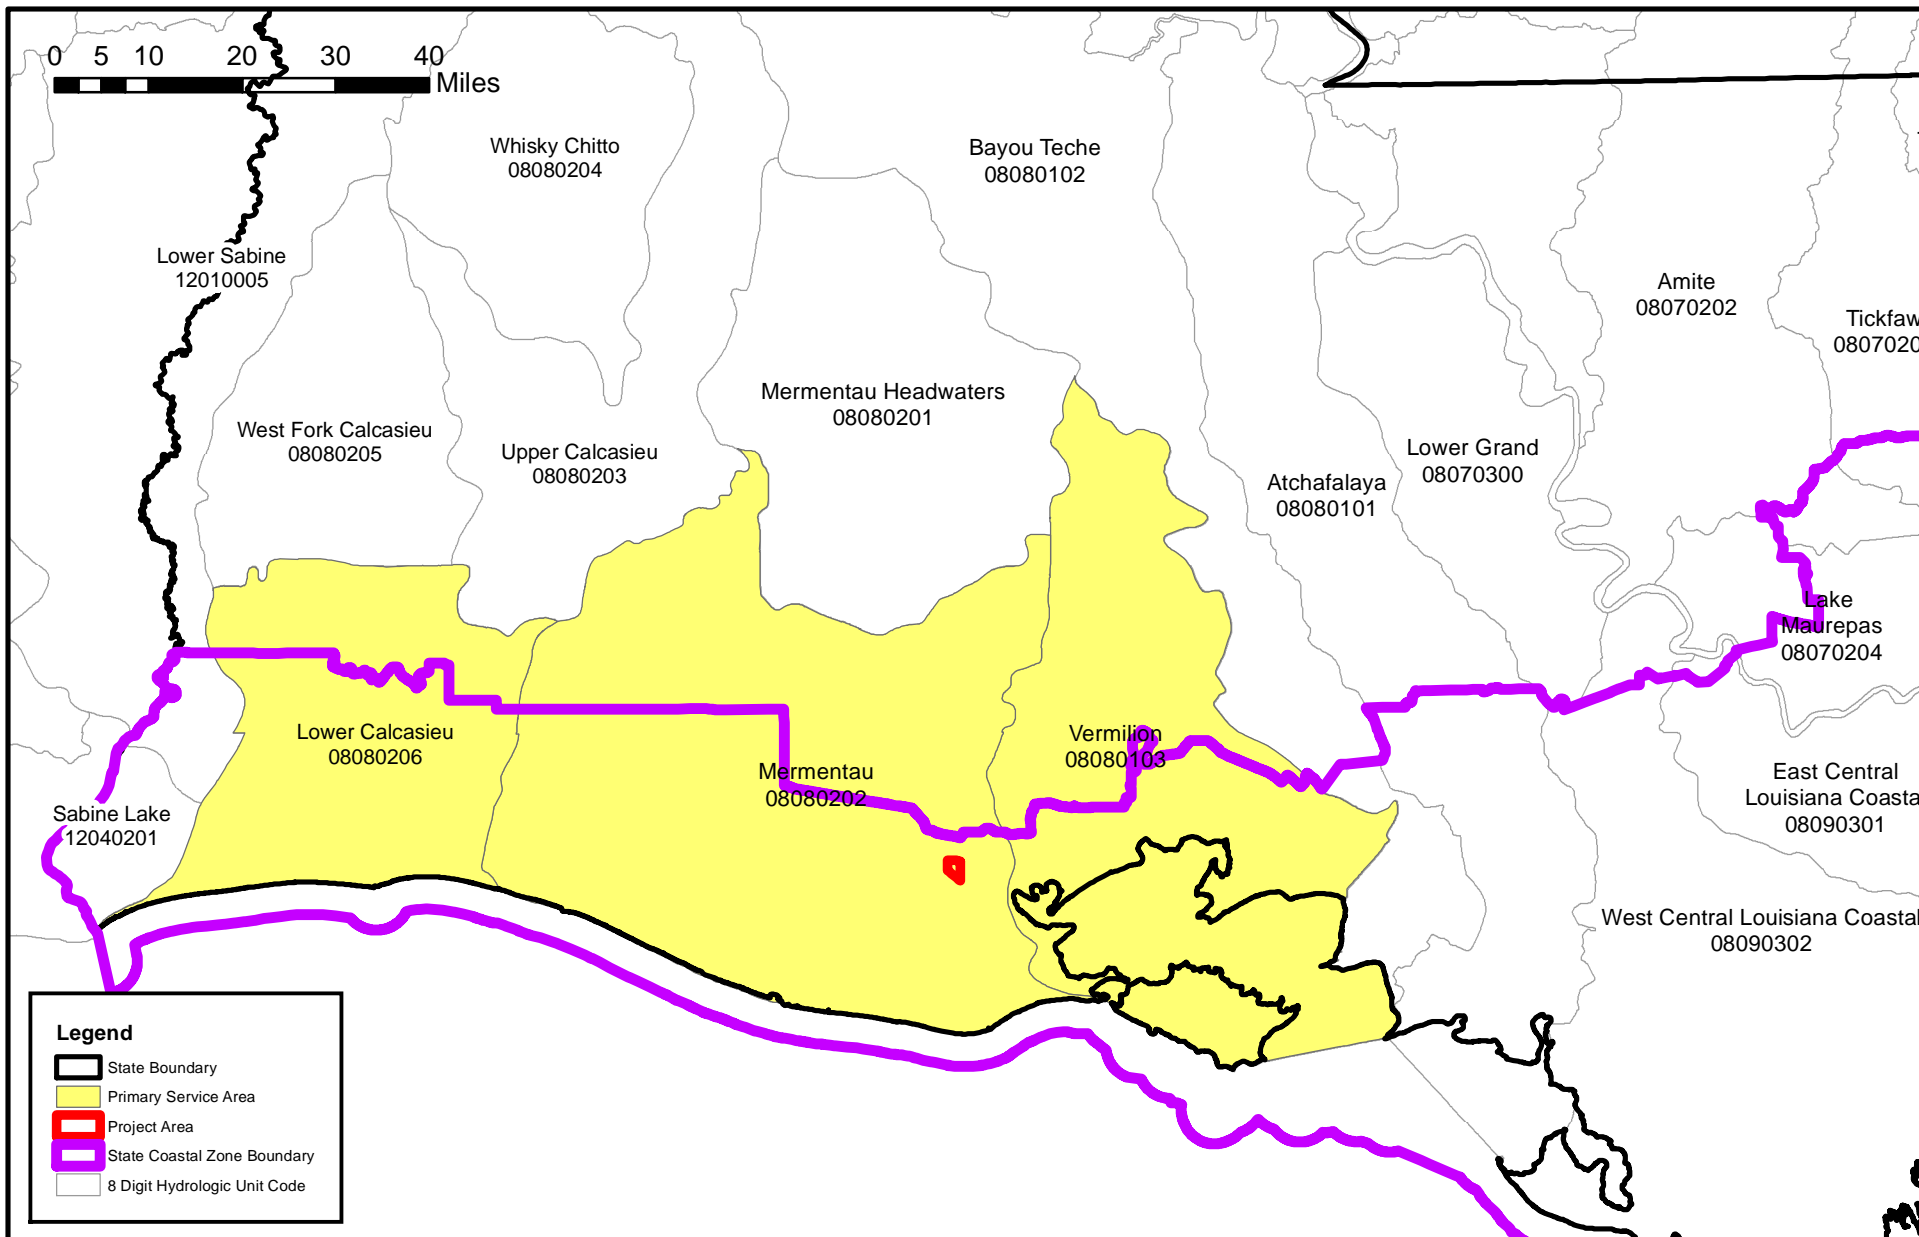 0 5 10 20 30 40
Miles
Whisky Chitto
08080204
Bayou Teche
08080102
Lower Sabine
12010005
Amite
08070202
Tickfaw
0807020
Mermentau Headwaters
08080201
West Fork Calcasieu
08080205
Upper Calcasieu
08080203
Lower Grand
08070300
Atchafalaya
08080101
Lake
Maurepas
08070204
Lower Calcasieu
08080206
Vermilion
08080103
Mermentau
08080202
East Central
Louisiana Coasta
08090301
Sabine Lake
12040201
West Central Louisiana Coastal
08090302
Legend
State Boundary
Primary Service Area
Project Area
State Coastal Zone Boundary
8 Digit Hydrologic Unit Code